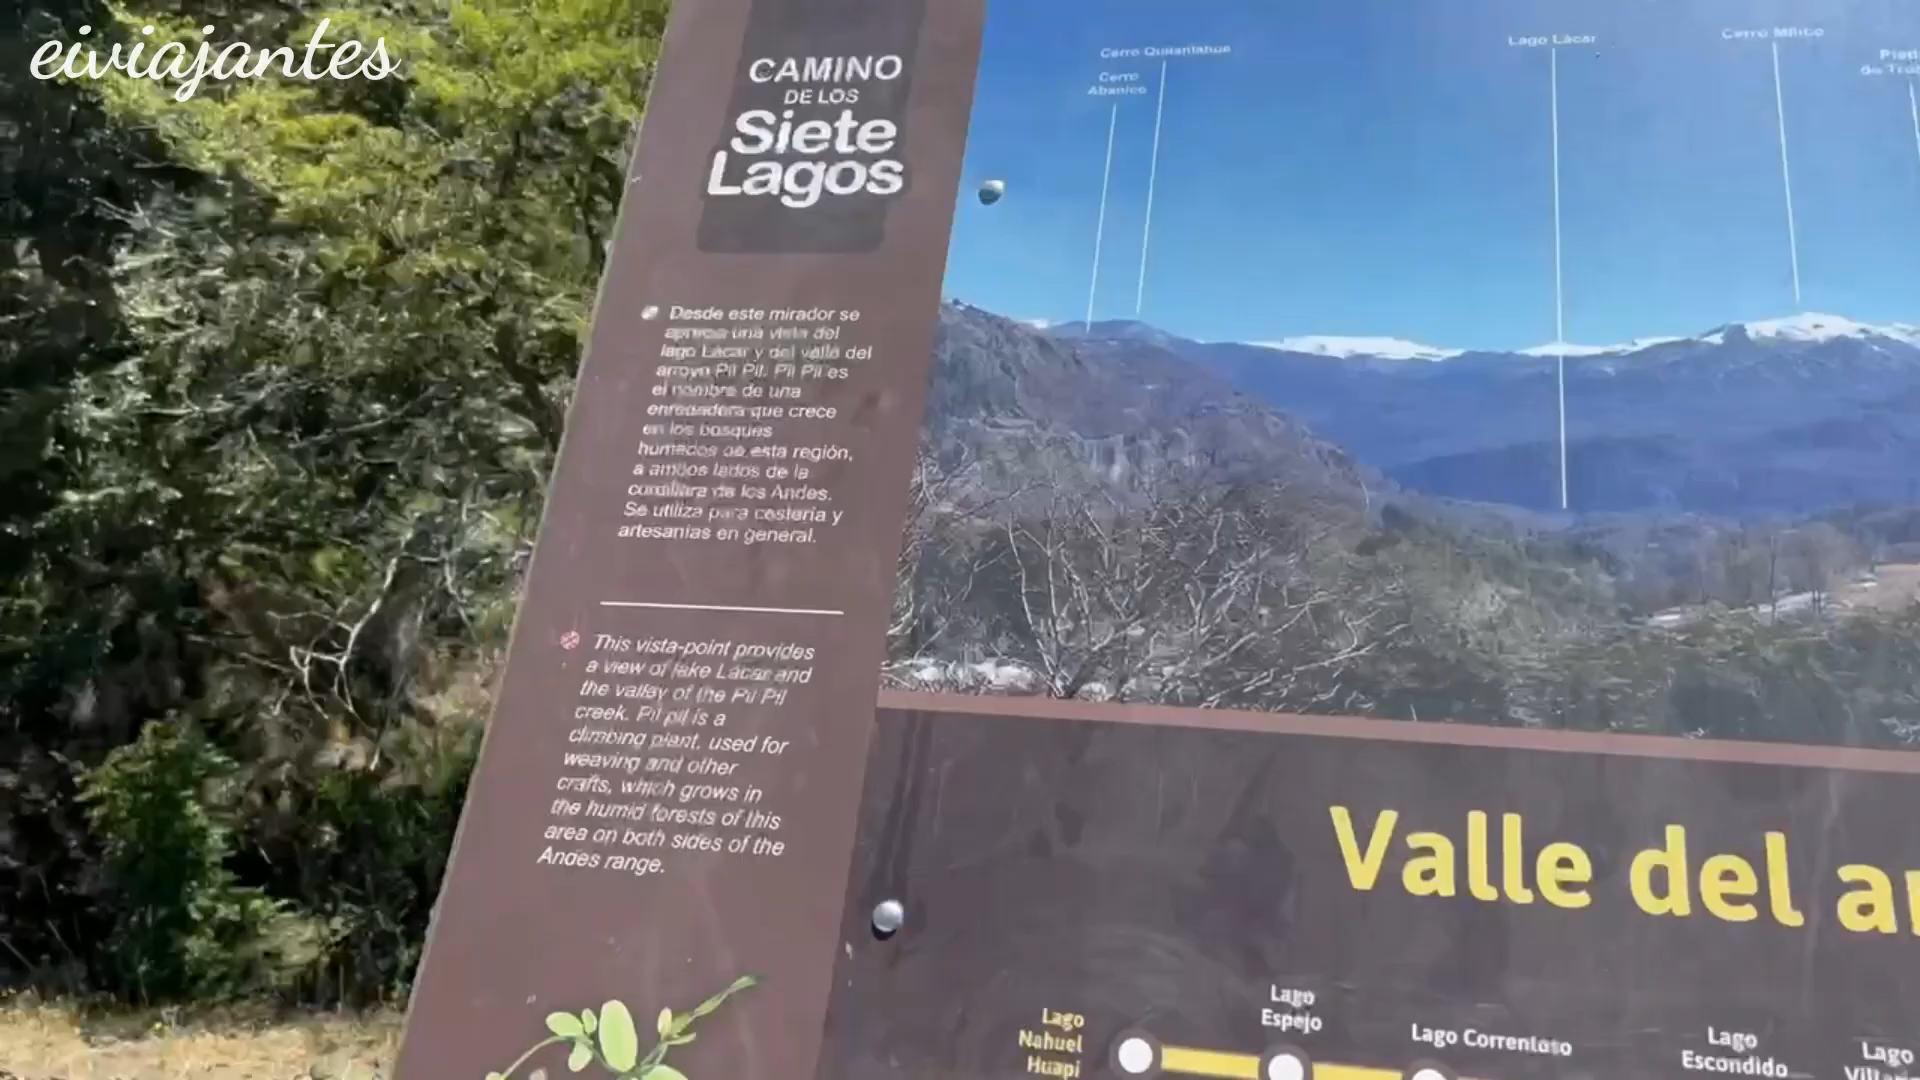 eiviajantes
CAMINO
DE LOS
Siete
Lagos
Desde este mirador se
aprecia una vista del
lago Lácar y del valle del
arroyo Pil Pil. Pil Pil es
el nombre de una
enredadera que crece
en los bosques
húmedos de esta región,
a ambos lados de la
cordillera de los Andes.
Se utiliza para cestería y
artesanías en general.
This vista-point provides
a view of lake Lácar and
the valley of the Pil Pil
creek. Pil pil is a
climbing plant, used for
weaving and other
crafts, which grows in
the humid forests of this
area on both sides of the
Andes range.
Cerro
Abanico
Cerro Quilanlahue
Lago Lácar
Cerro
Valle del
Lago
Nahuel
Huapi
Lago
Espejo
Lago Correntoso
Lago
Escondido
Lago